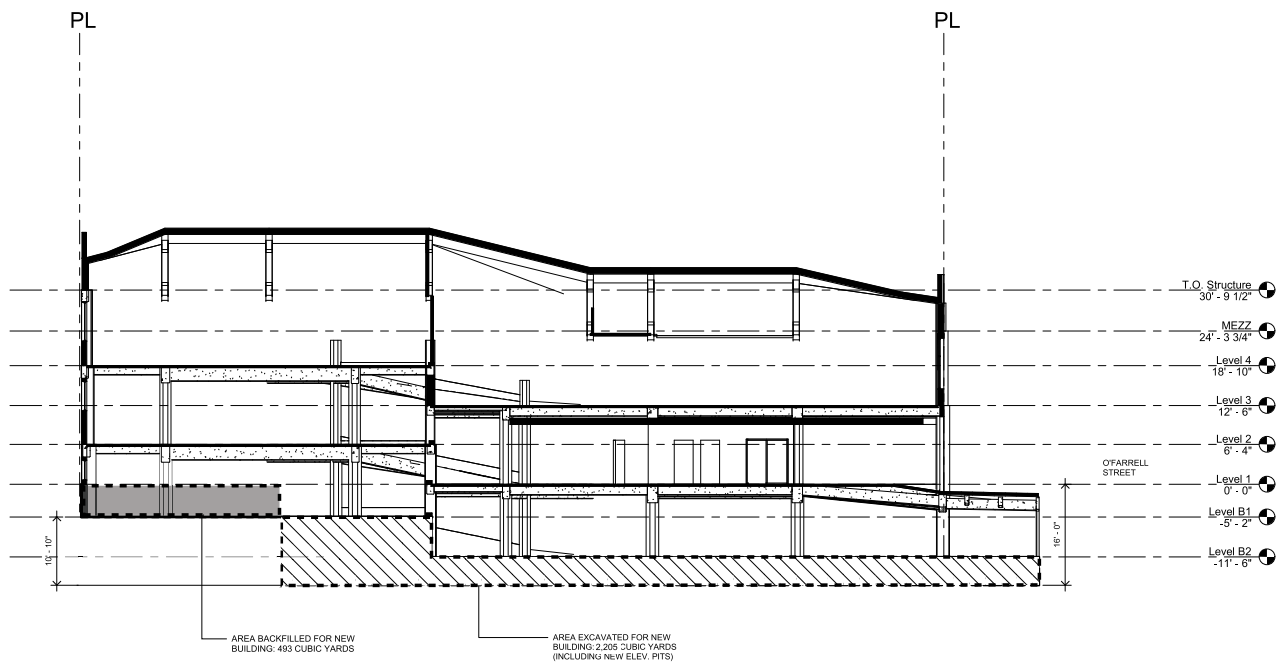 PL
PL
T.O. Structure
30' - 9 1/2"
MEZZ
24' - 3 3/4"
Level 4
18' - 10"
Level 3
12' - 6"
Level 2
6' - 4"
O'FARRELL
STREET
Level 1
0' - 0"
Level B1
-5' - 2"
Level B2
-11' - 6"
10' - 10"
16' - 0"
AREA BACKFILLED FOR NEW
BUILDING: 493 CUBIC YARDS
AREA EXCAVATED FOR NEW
BUILDING: 2,205 CUBIC YARDS
(INCLUDING NEW ELEV. PITS)